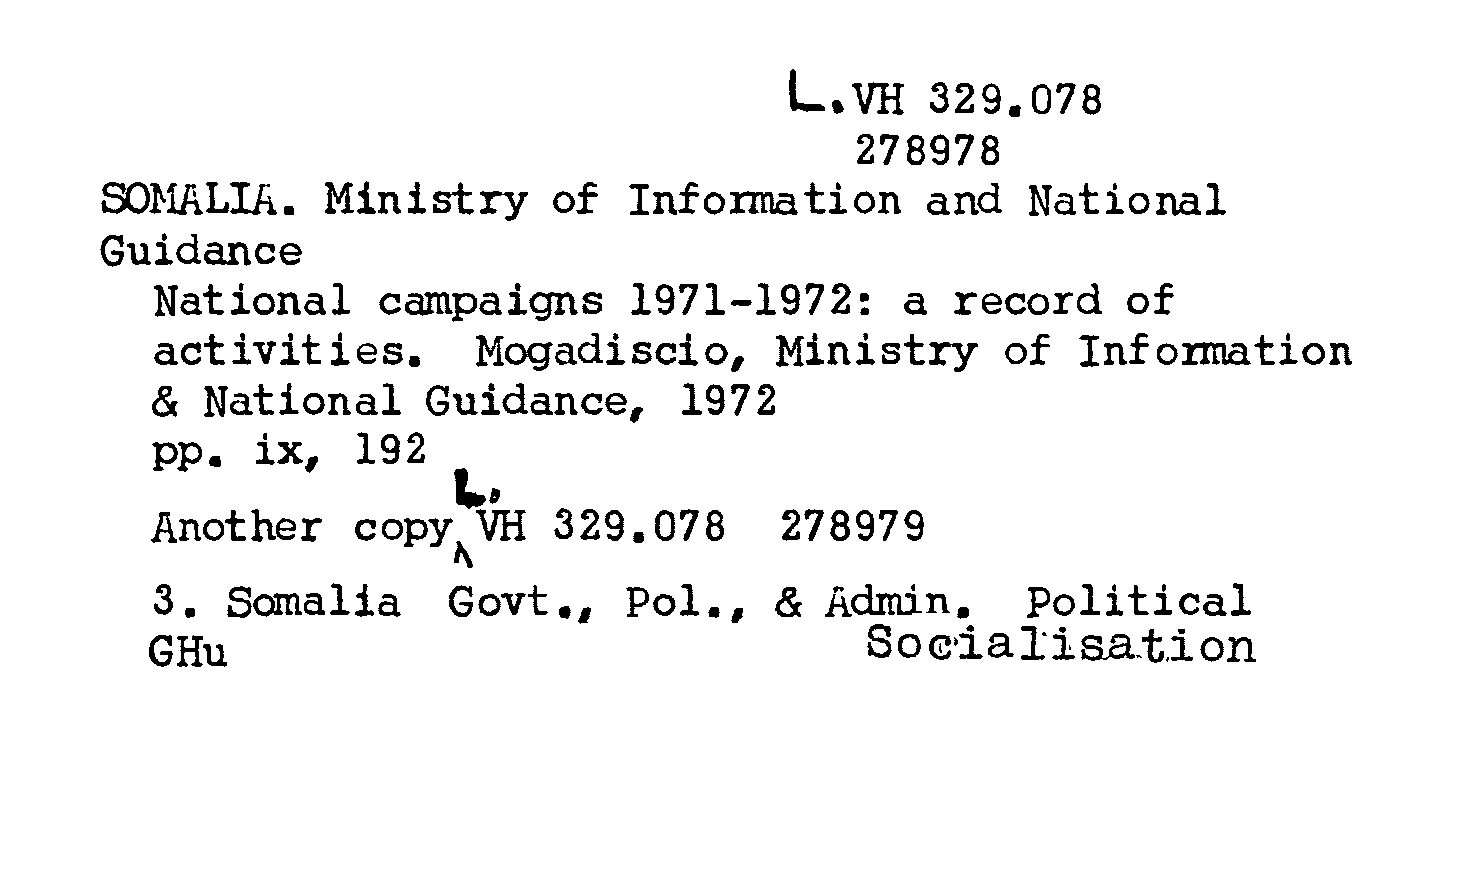 L.VH 329.078
278978
SOMALIA. Ministry of Information and National
Guidance
National campaigns 1971-1972: a record of
activities. Mogadiscio, Ministry of Information
& National Guidance, 1972
pp. ix, 192
Another copy L. VH 329.078 278979
3. Somalia Govt., Pol., & Admin. Political
GHu Socialisation